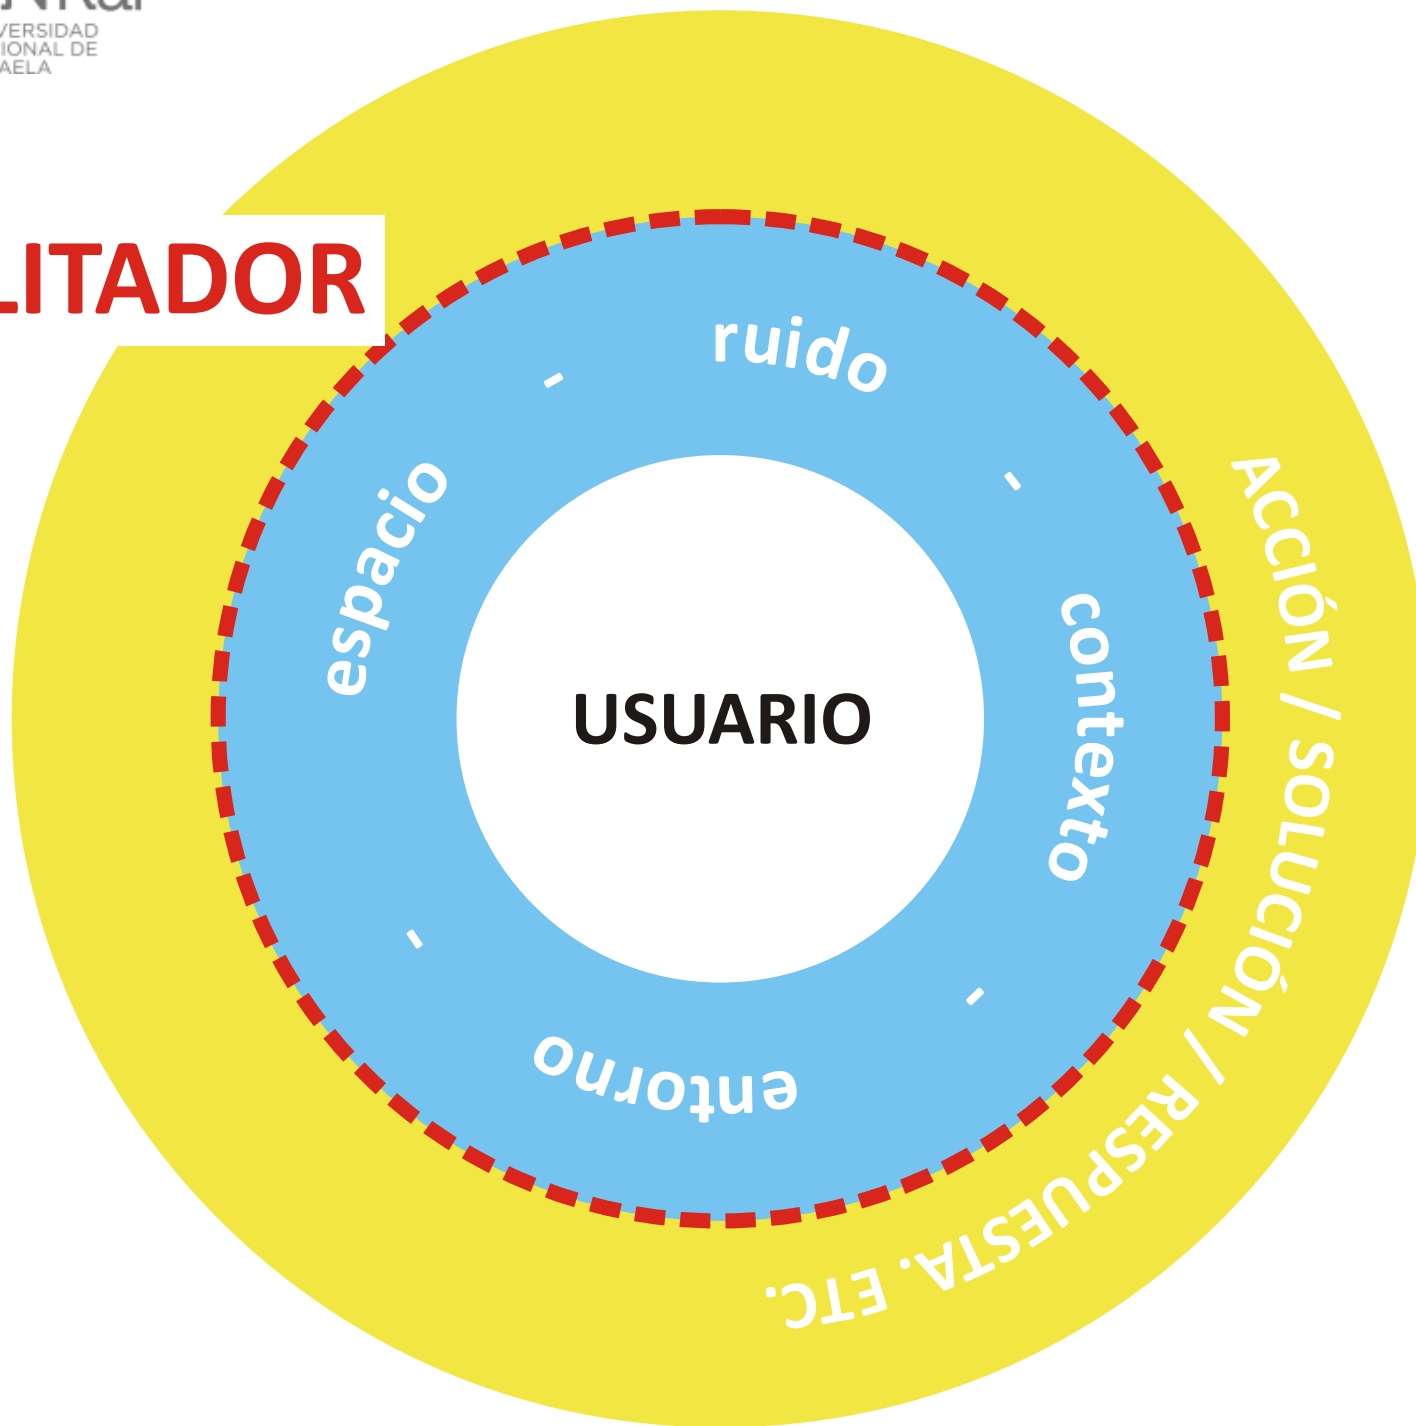 VERSIDAD
IONAL DE
AELA
LITADOR
ruido
-
contexto
-
entorno
-
espacio
-
USUARIO
ACCIÓN / SOLUCIÓN / RESPUESTA. ETC.